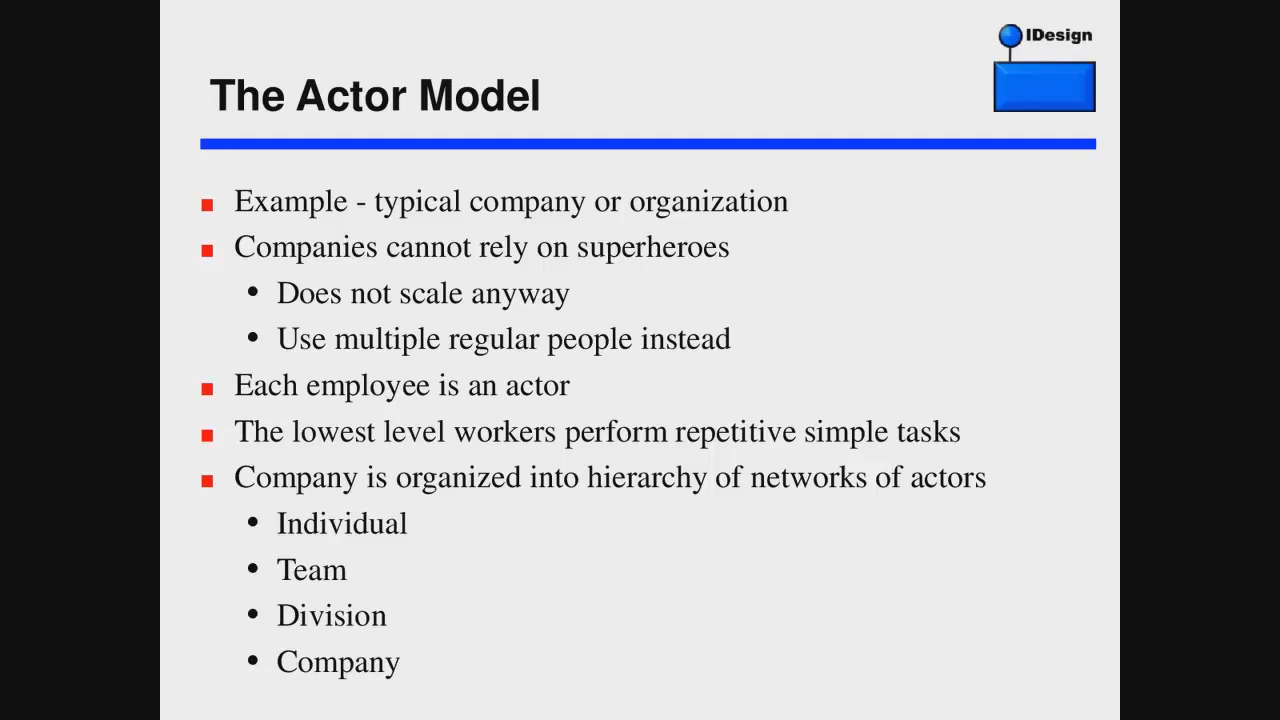 IDesign
The Actor Model
Example - typical company or organization
Companies cannot rely on superheroes
Does not scale anyway
Use multiple regular people instead
Each employee is an actor
The lowest level workers perform repetitive simple tasks
Company is organized into hierarchy of networks of actors
Individual
Team
Division
Company